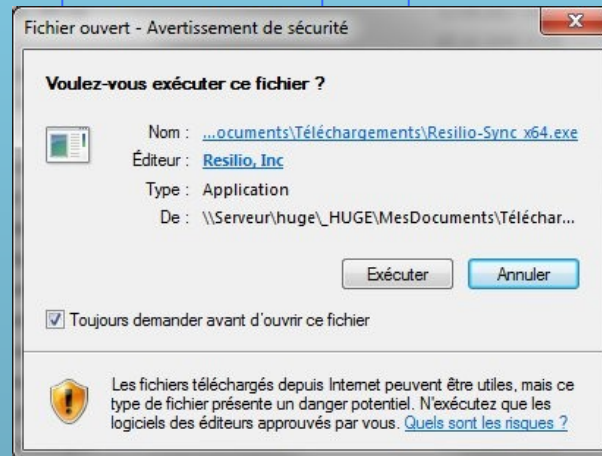 Fichier ouvert - Avertissement de sécurité
Voulez-vous exécuter ce fichier ?
Nom : ...ocuments\Téléchargements\Resilio-Sync_x64.exe
Éditeur : Resilio, Inc
Type : Application
De : \\Serveur\huge\_HUGE\MesDocuments\Téléchar...
Exécuter Annuler
Toujours demander avant d'ouvrir ce fichier
Les fichiers téléchargés depuis Internet peuvent être utiles, mais ce
type de fichier présente un danger potentiel. N'exécutez que les
logiciels des éditeurs approuvés par vous. Quels sont les risques ?